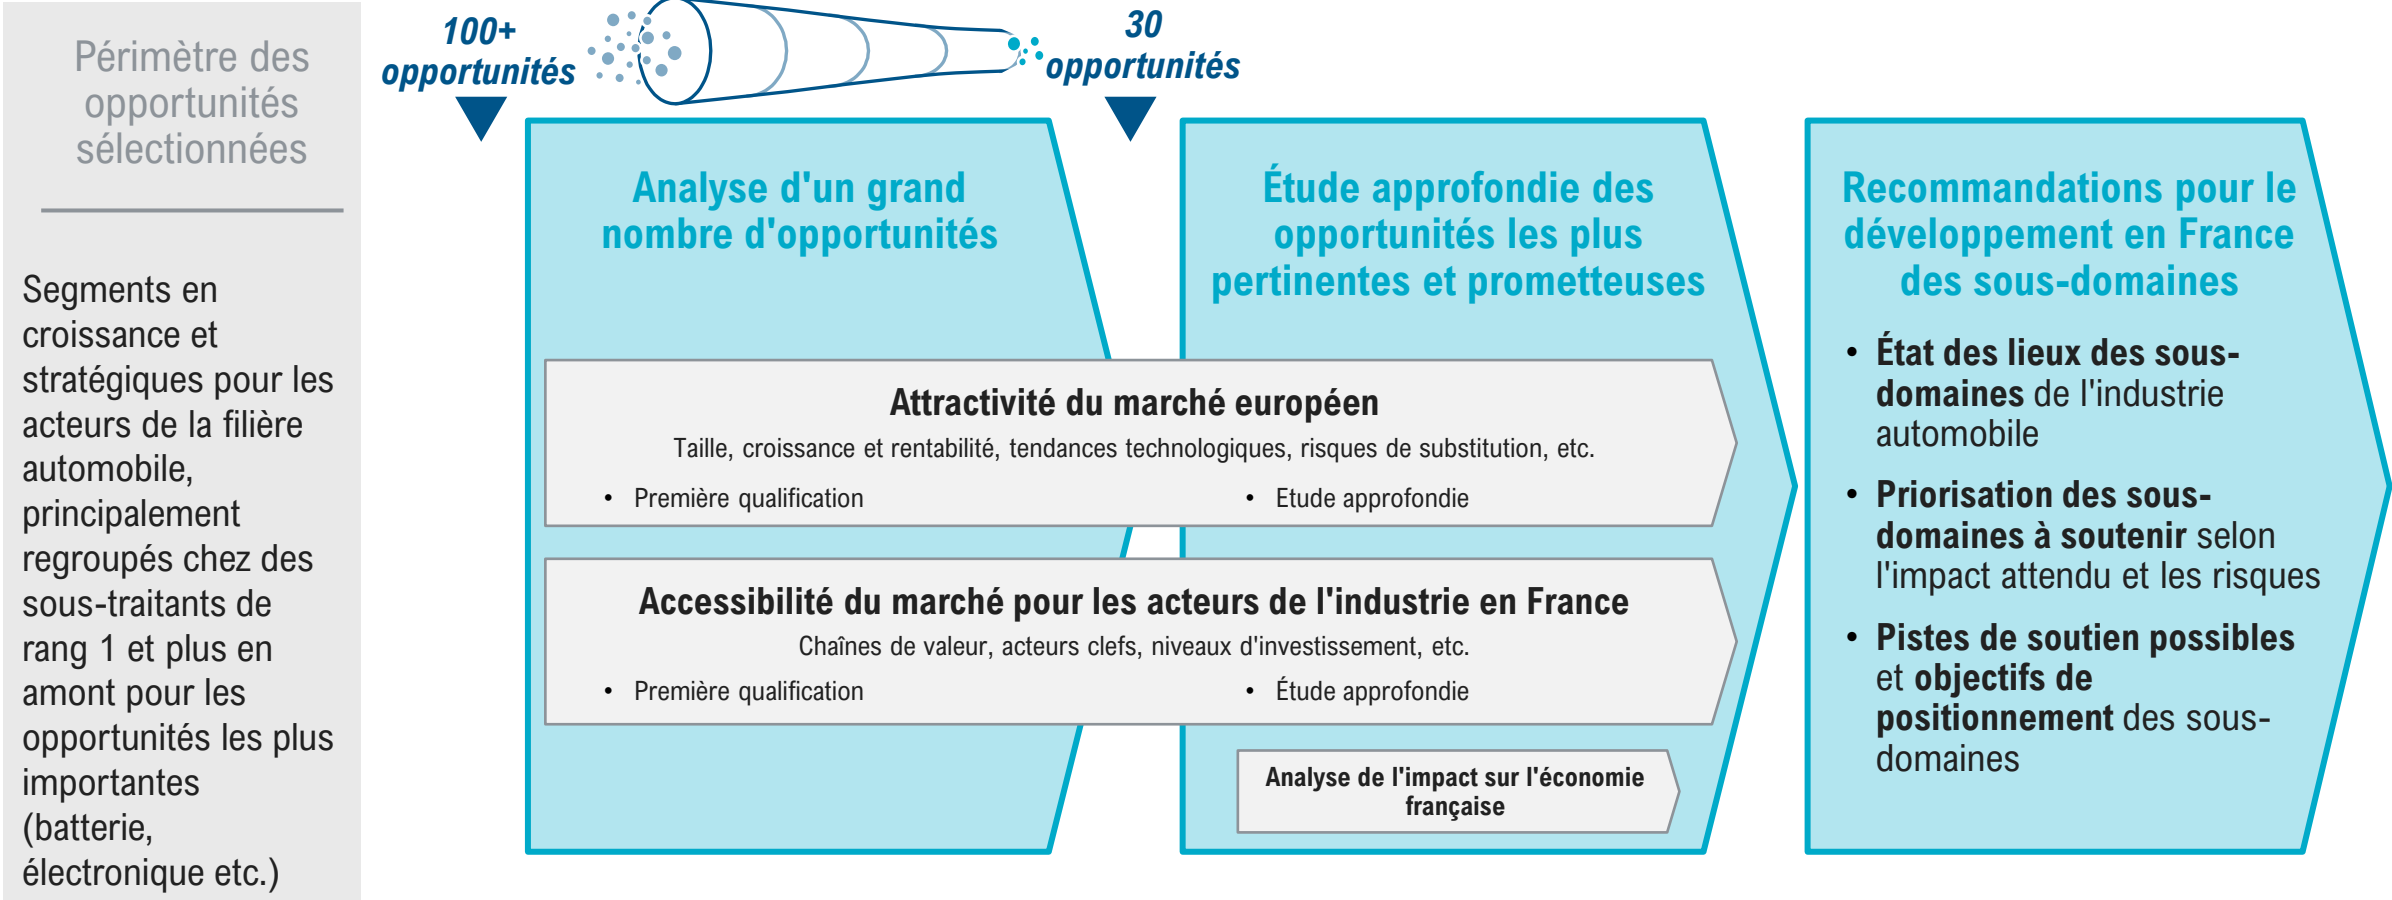 Périmètre des
opportunités
sélectionnées
Segments en
croissance et
stratégiques pour les
acteurs de la filière
automobile,
principalement
regroupés chez des
sous-traitants de
rang 1 et plus en
amont pour les
opportunités les plus
importantes
(batterie,
électronique etc.)
100+
opportunités
30
opportunités
Analyse d'un grand
nombre d'opportunités
Étude approfondie des
opportunités les plus
pertinentes et prometteuses
Attractivité du marché européen
Taille, croissance et rentabilité, tendances technologiques, risques de substitution, etc.
• Première qualification
• Etude approfondie
Accessibilité du marché pour les acteurs de l'industrie en France
Chaînes de valeur, acteurs clefs, niveaux d'investissement, etc.
• Première qualification
• Étude approfondie
Analyse de l'impact sur l'économie
française
Recommandations pour le
développement en France
des sous-domaines
• État des lieux des sous-
domaines de l'industrie
automobile
• Priorisation des sous-
domaines à soutenir selon
l'impact attendu et les risques
• Pistes de soutien possibles
et objectifs de
positionnement des sous-
domaines